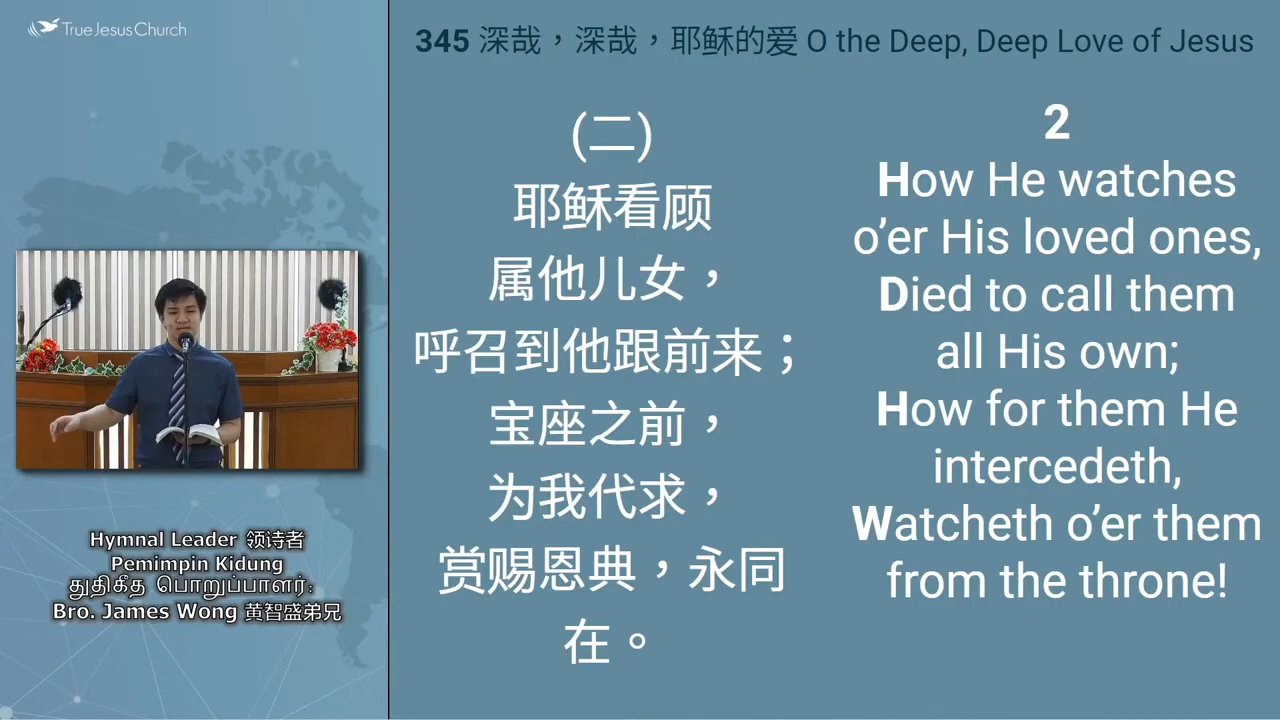 True Jesus Church
345 深哉，深哉，耶稣的爱 O the Deep, Deep Love of Jesus
(二)
耶稣看顾
属他儿女，
呼召到他跟前来；
宝座之前，
为我代求，
赏赐恩典，永同
在。
2
How He watches
o’er His loved ones,
Died to call them
all His own;
How for them He
intercedeth,
Watcheth o’er them
from the throne!
Hymnal Leader 领诗者
Pemimpin Kidung
துதிகீத பொறுப்பாளர்:
Bro. James Wong 黄智盛弟兄